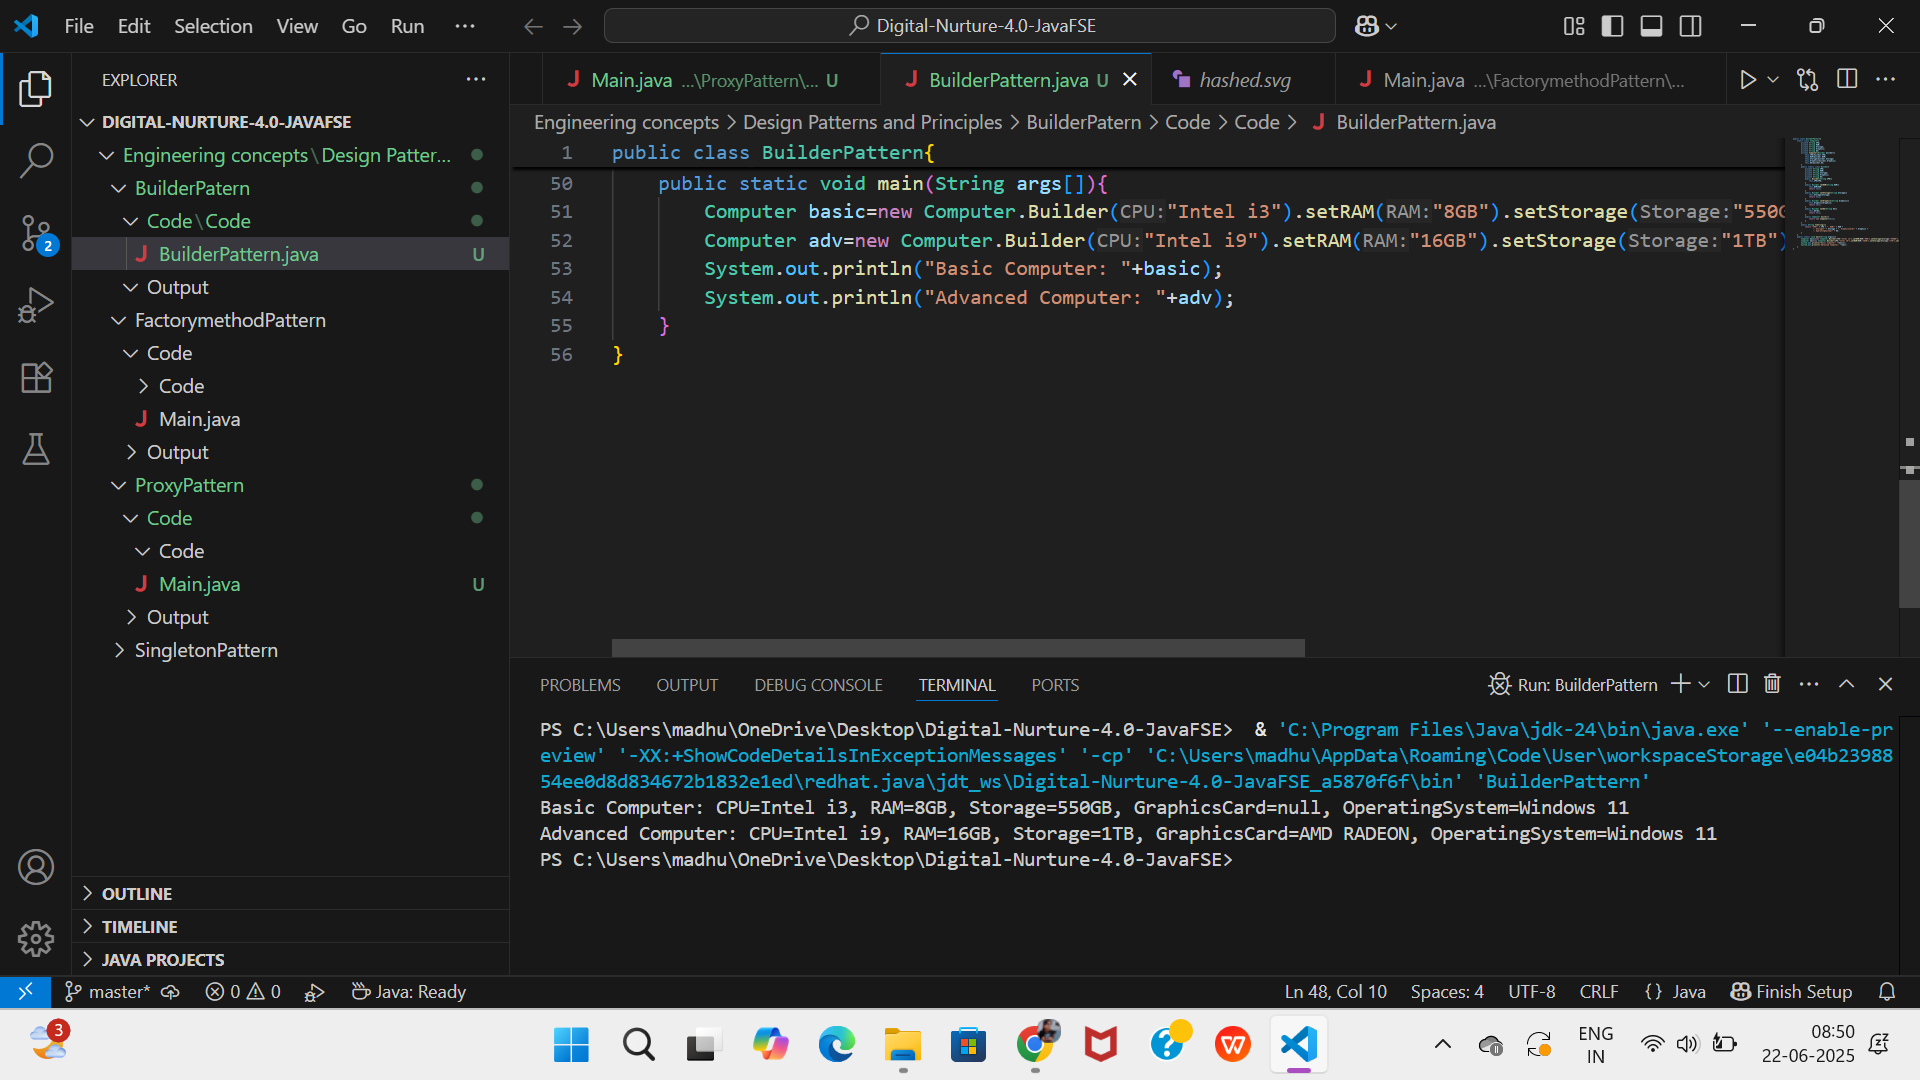 File Edit Selection View Go Run ···
Digital-Nurture-4.0-JavaFSE
EXPLORER
DIGITAL-NURTURE-4.0-JAVAFSE
Engineering concepts\Design Patter...
BuilderPatern
Code\Code
BuilderPattern.java U
Output
FactorymethodPattern
Code
Code
Main.java
Output
ProxyPattern
Code
Code
Main.java U
Output
SingletonPattern
OUTLINE
TIMELINE
JAVA PROJECTS
2
Main.java ...\ProxyPattern\... U
BuilderPattern.java U
hashed.svg
Main.java ...\FactorymethodPattern\...
Engineering concepts > Design Patterns and Principles > BuilderPatern > Code > Code > BuilderPattern.java
1 public class BuilderPattern{
50 public static void main(String args[]){
51 Computer basic=new Computer.Builder(CPU:"Intel i3").setRAM(RAM:"8GB").setStorage(Storage:"550G
52 Computer adv=new Computer.Builder(CPU:"Intel i9").setRAM(RAM:"16GB").setStorage(Storage:"1TB")
53 System.out.println("Basic Computer: "+basic);
54 System.out.println("Advanced Computer: "+adv);
55 }
56 }
PROBLEMS OUTPUT DEBUG CONSOLE TERMINAL PORTS
Run: BuilderPattern
PS C:\Users\madhu\OneDrive\Desktop\Digital-Nurture-4.0-JavaFSE>  & 'C:\Program Files\Java\jdk-24\bin\java.exe' '--enable-pr
eview' '-XX:+ShowCodeDetailsInExceptionMessages' '-cp' 'C:\Users\madhu\AppData\Roaming\Code\User\workspaceStorage\e04b23988
54ee0d8d834672b1832e1ed\redhat.java\jdt_ws\Digital-Nurture-4.0-JavaFSE_a5870f6f\bin' 'BuilderPattern'
Basic Computer: CPU=Intel i3, RAM=8GB, Storage=550GB, GraphicsCard=null, OperatingSystem=Windows 11
Advanced Computer: CPU=Intel i9, RAM=16GB, Storage=1TB, GraphicsCard=AMD RADEON, OperatingSystem=Windows 11
PS C:\Users\madhu\OneDrive\Desktop\Digital-Nurture-4.0-JavaFSE>
master* 0 0 Java: Ready
Ln 48, Col 10 Spaces: 4 UTF-8 CRLF {} Java Finish Setup
3
ENG
IN
08:50
22-06-2025